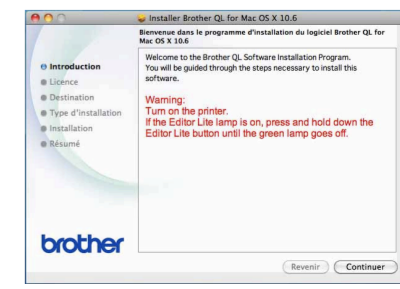 Installer Brother QL for Mac OS X 10.6
Bienvenue dans le programme d'installation du logiciel Brother QL for
Mac OS X 10.6
Introduction
Licence
Destination
Type d'installation
Installation
Résumé
Welcome to the Brother QL Software Installation Program.
You will be guided through the steps necessary to install this
software.
Warning:
Turn on the printer.
If the Editor Lite lamp is on, press and hold down the
Editor Lite button until the green lamp goes off.
brother
Revenir
Continuer